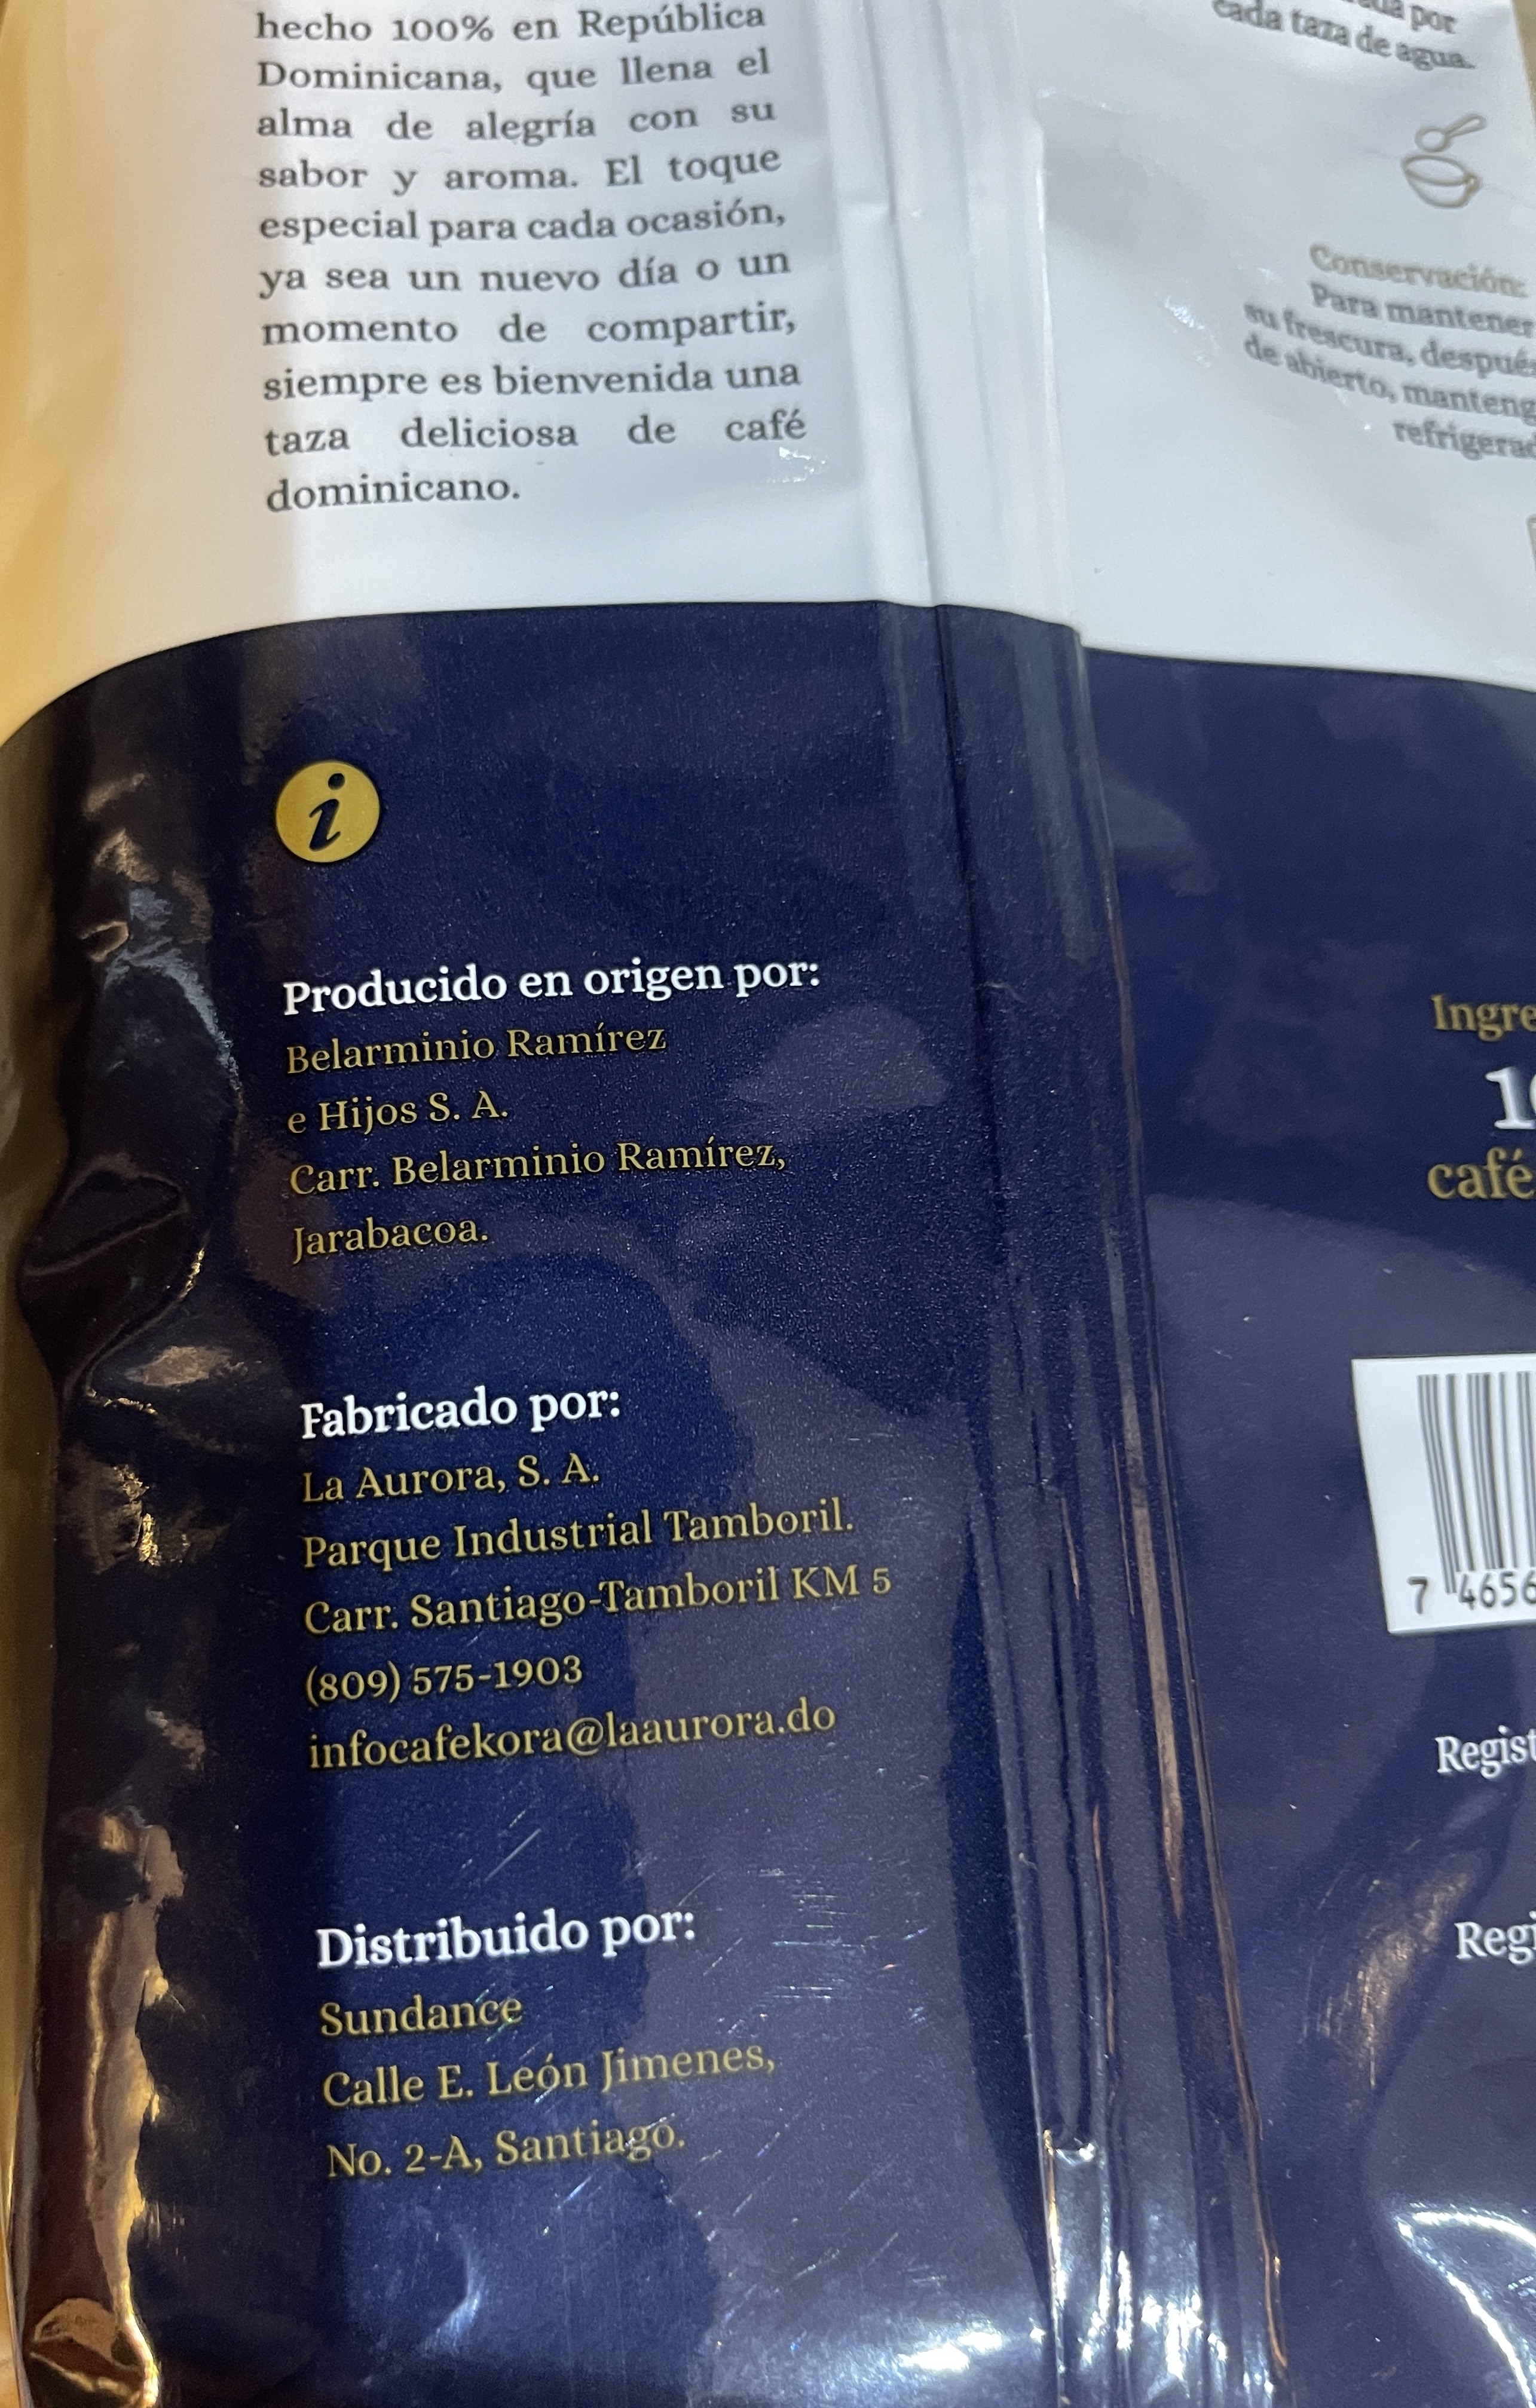 hecho 100% en República
Dominicana, que llena el
alma de alegría con su
sabor y aroma. El toque
especial para cada ocasión,
ya sea un nuevo día o un
momento de compartir,
siempre es bienvenida una
taza deliciosa de café
dominicano.
i
Producido en origen por:
Belarminio Ramírez
e Hijos S. A.
Carr. Belarminio Ramírez,
Jarabacoa.
Fabricado por:
La Aurora, S. A.
Parque Industrial Tamboril.
Carr. Santiago-Tamboril KM 5
(809) 575-1903
infocafekora@laaurora.do
Distribuido por:
Sundance
Calle E. León Jimenes,
No. 2-A, Santiago.
por
cada taza de agua.
Conservación:
Para mantener
su frescura, después
de abierto,
café
7 4656